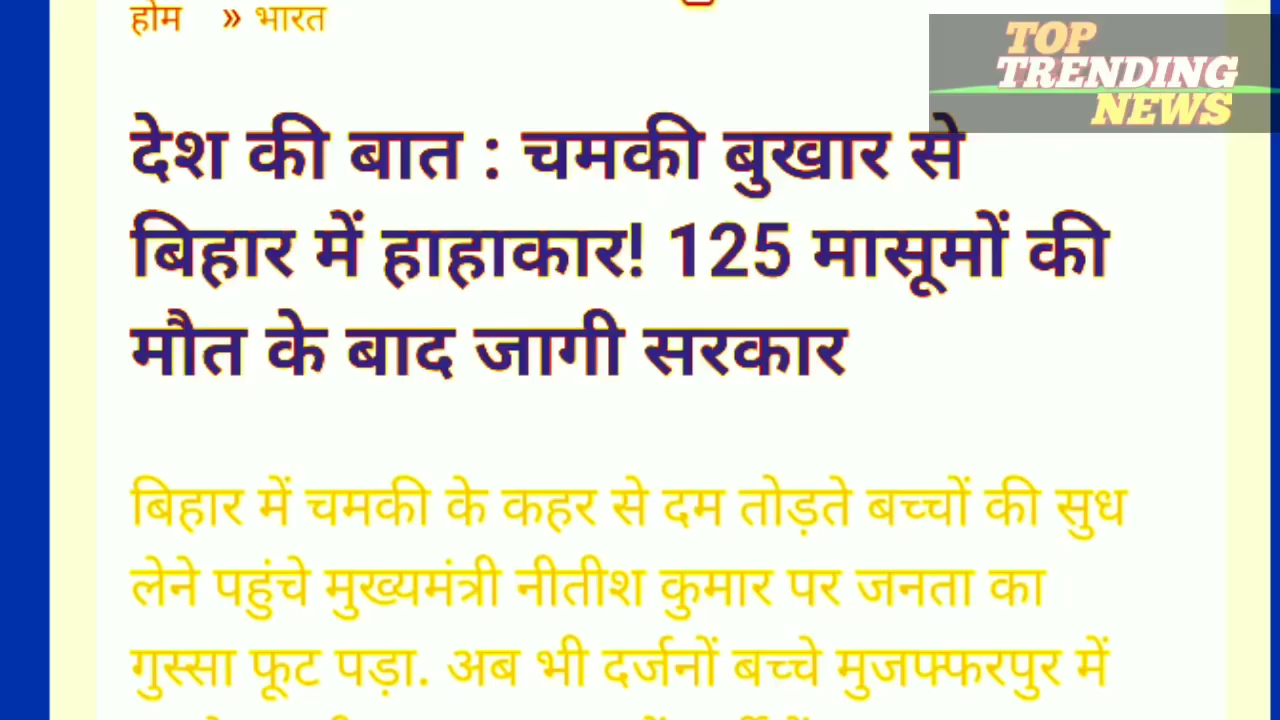 होम » भारत
TOP
TRENDING
NEWS
देश की बात : चमकी बुखार से
बिहार में हाहाकार! 125 मासूमों की
मौत के बाद जागी सरकार
बिहार में चमकी के कहर से दम तोड़ते बच्चों की सुध
लेने पहुंचे मुख्यमंत्री नीतीश कुमार पर जनता का
गुस्सा फूट पड़ा. अब भी दर्जनों बच्चे मुजफ्फरपुर में